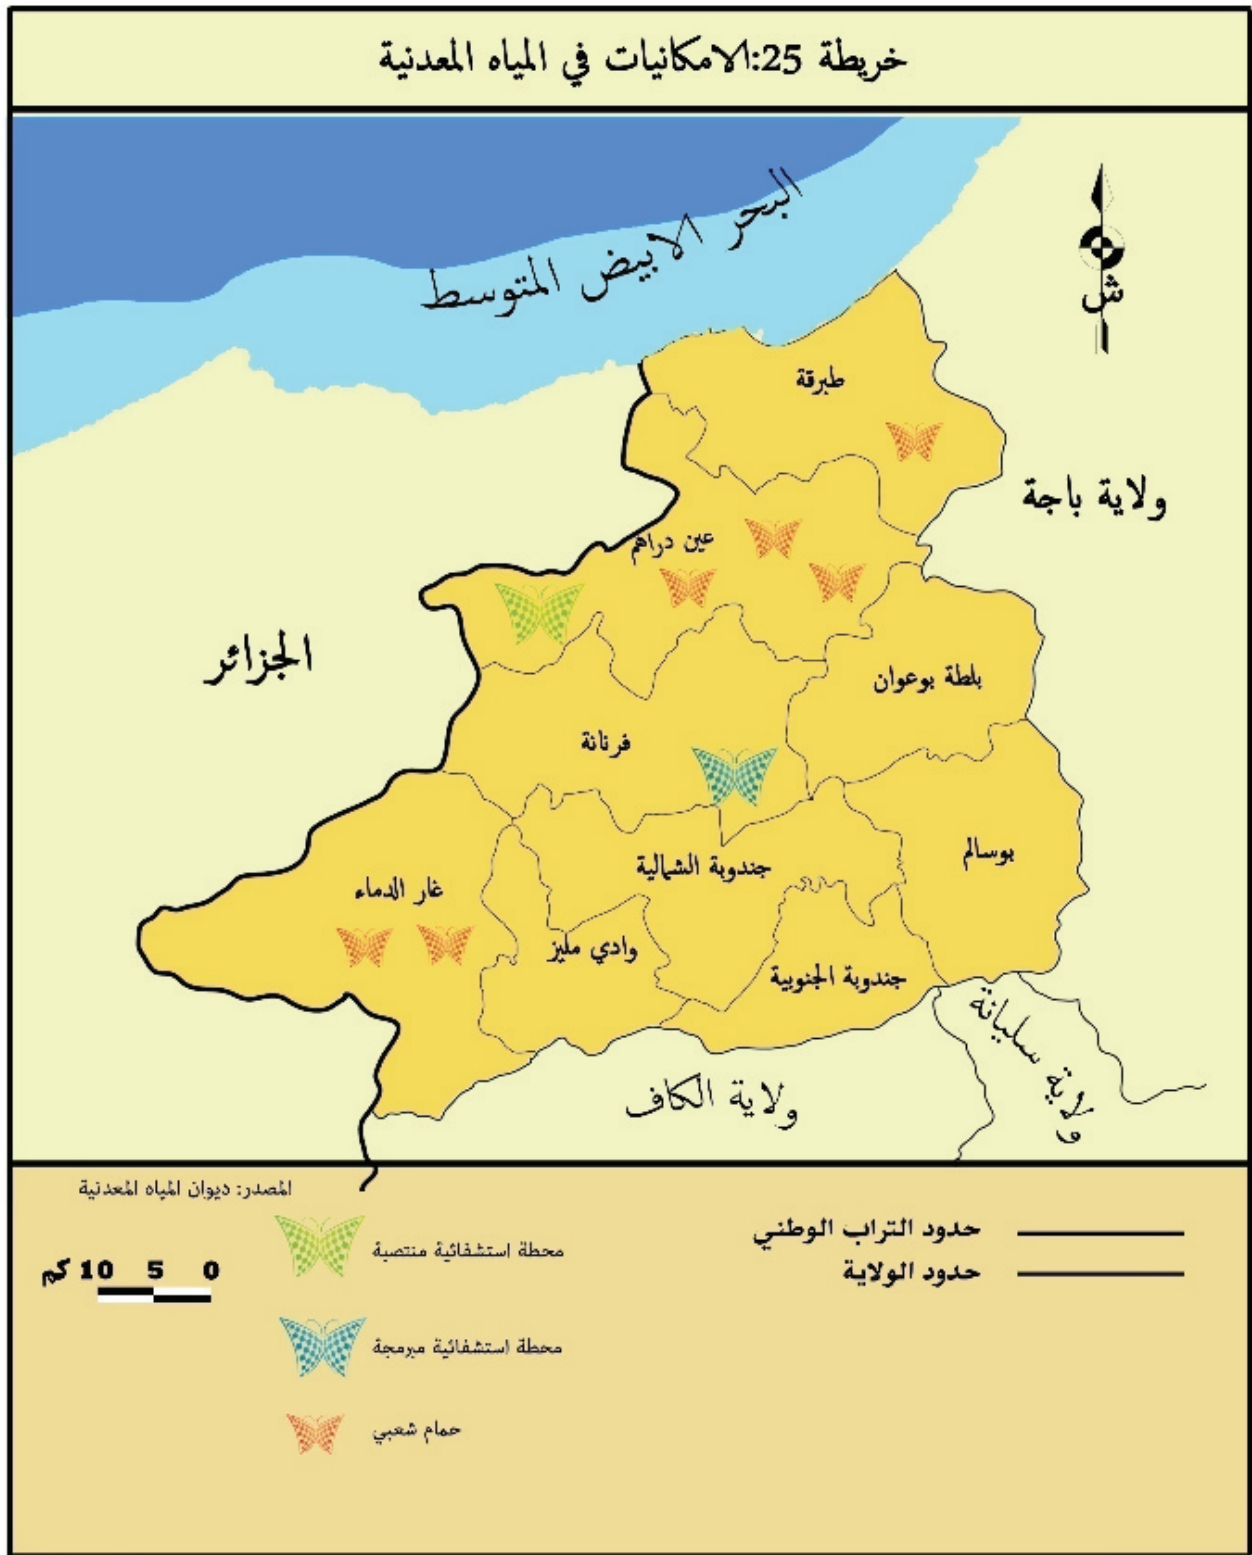 خريطة 25:الامكانيات في المياه المعدنية
البحر الابيض المتوسط
ش
طبرقة
ولاية باجة
عين دراهم
الجزائر
بلطة بوعوان
فرنانة
بوسالم
جندوبة الشمالية
غار الدماء
وادي مليز
جندوبة الجنوبية
ولاية سليانة
ولاية الكاف
المصدر: ديوان المياه المعدنية
حدود التراب الوطني
محطة استشفائية منتصبة
حدود الولاية
0 5 10 كم
محطة استشفائية مبرمجة
حمام شعبي